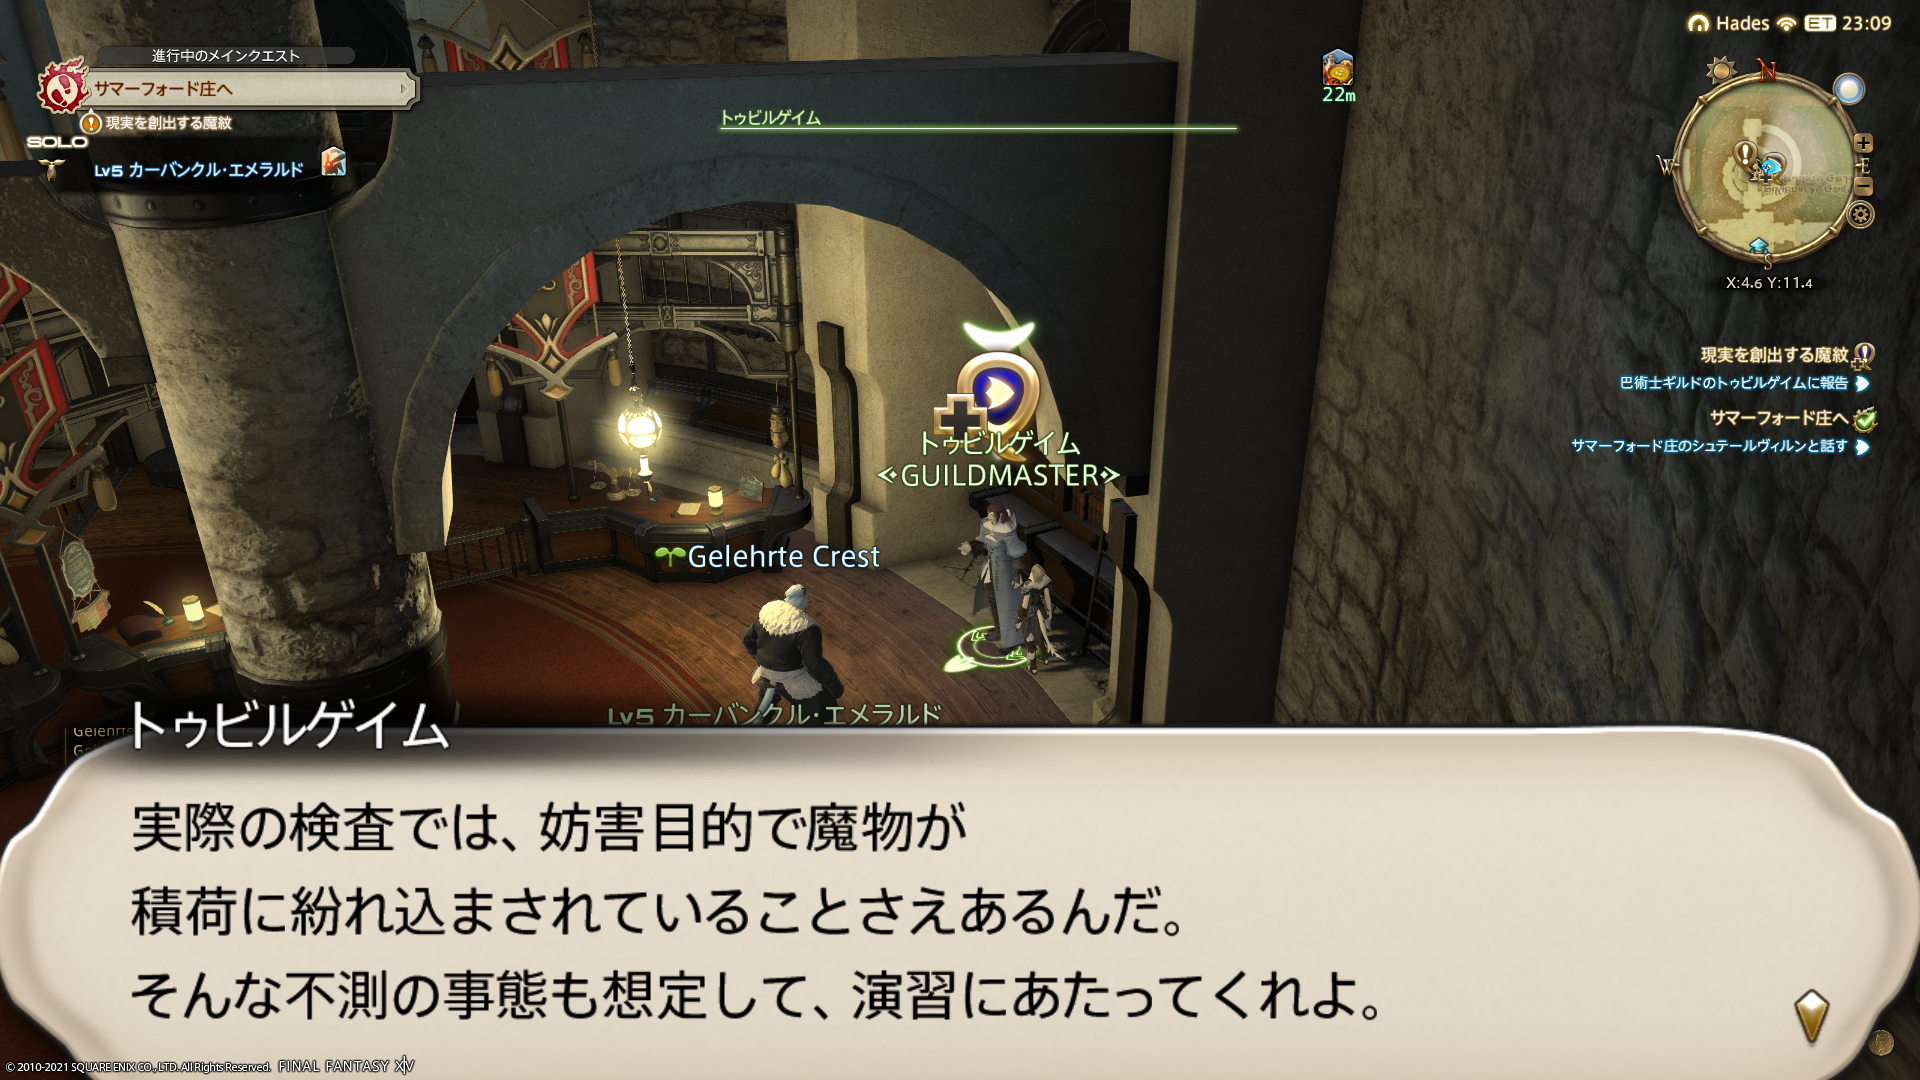 進行中のメインクエスト
サマーフォード庄へ
現実を創出する魔紋
SOLO
Lv5 カーバンクル・エメラルド
トゥビルゲイム
22m
Hades ET 23:09
N
W
E
S
X:4.6 Y:11.4
現実を創出する魔紋
巴術士ギルドのトゥビルゲイムに報告
サマーフォード庄へ
サマーフォード庄のシュテールヴィルンと話す
トゥビルゲイム
GUILDMASTER
Gelehrte Crest
Lv5 カーバンクル・エメラルド
トゥビルゲイム
実際の検査では、妨害目的で魔物が
積荷に紛れ込まされていることさえあるんだ。
そんな不測の事態も想定して、演習にあたってくれよ。
© 2010-2021 SQUARE ENIX CO., LTD. All Rights Reserved. FINAL FANTASY XIV